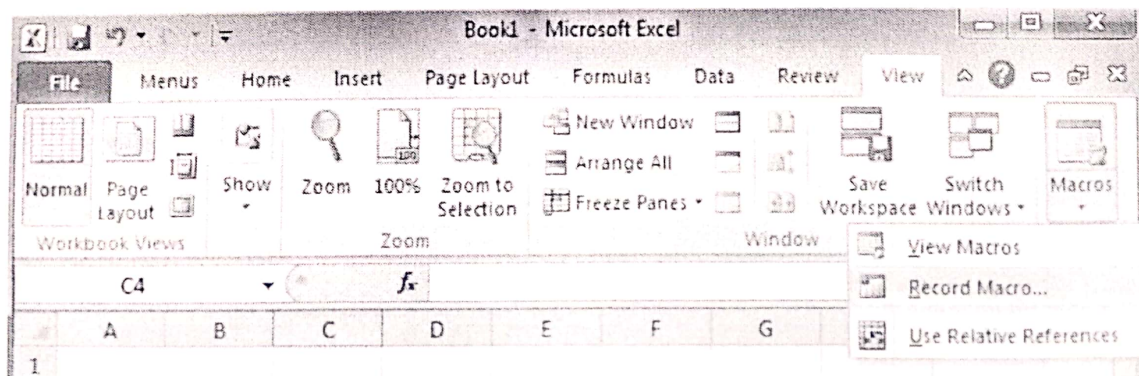 Book1 - Microsoft Excel
File Menus Home Insert Page Layout Formulas Data Review View
New Window
Arrange All
Freeze Panes
Normal Page Layout Show Zoom 100% Zoom to Selection Save Workspace Switch Windows Macros
100
Workbook Views Zoom Window
View Macros
Record Macro...
Use Relative References
C4 fx
A B C D E F G
1